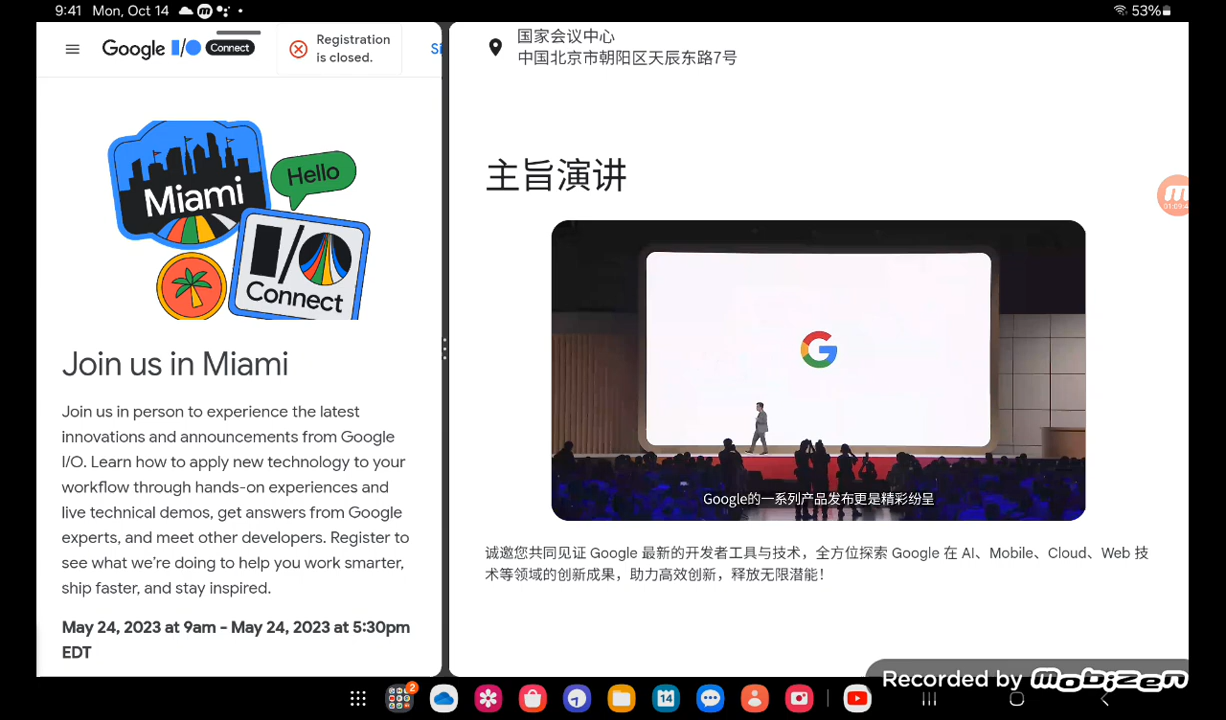 9:41 Mon, Oct 14
53%
Google I/O Connect
Registration
is closed.
Si
Miami
Hello
I/O
Connect
Join us in Miami
Join us in person to experience the latest
innovations and announcements from Google
I/O. Learn how to apply new technology to your
workflow through hands-on experiences and
live technical demos, get answers from Google
experts, and meet other developers. Register to
see what we’re doing to help you work smarter,
ship faster, and stay inspired.
May 24, 2023 at 9am - May 24, 2023 at 5:30pm
EDT
国家会议中心
中国北京市朝阳区天辰东路7号
主旨演讲
G
Google的一系列产品发布更是精彩纷呈
诚邀您共同见证 Google 最新的开发者工具与技术，全方位探索 Google 在 AI、Mobile、Cloud、Web 技
术等领域的创新成果，助力高效创新，释放无限潜能！
m
2
14
Recorded by mobizen